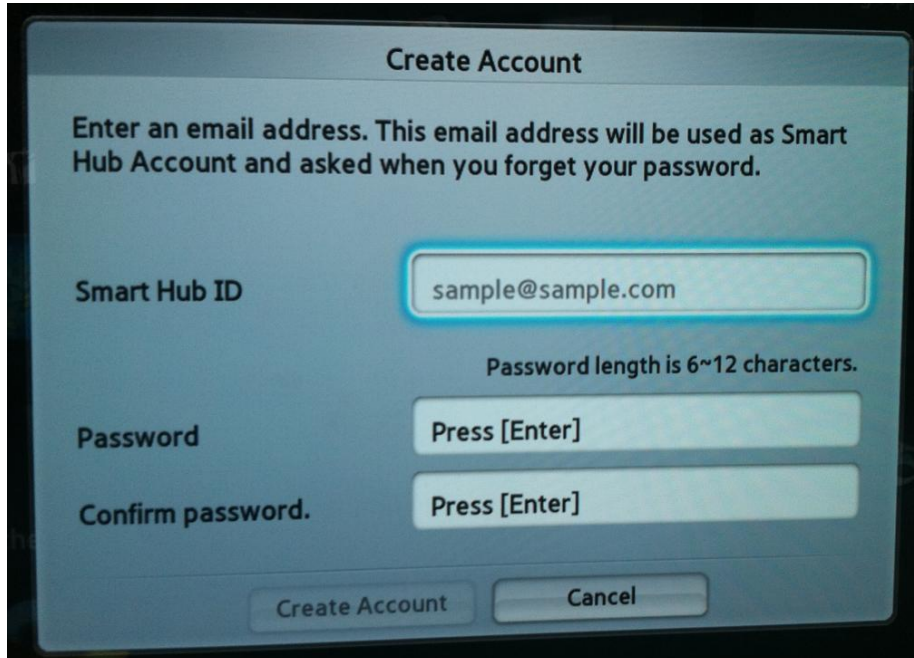 Create Account
Enter an email address. This email address will be used as Smart
Hub Account and asked when you forget your password.
Smart Hub ID
sample@sample.com
Password length is 6~12 characters.
Password
Press [Enter]
Confirm password.
Press [Enter]
Create Account
Cancel